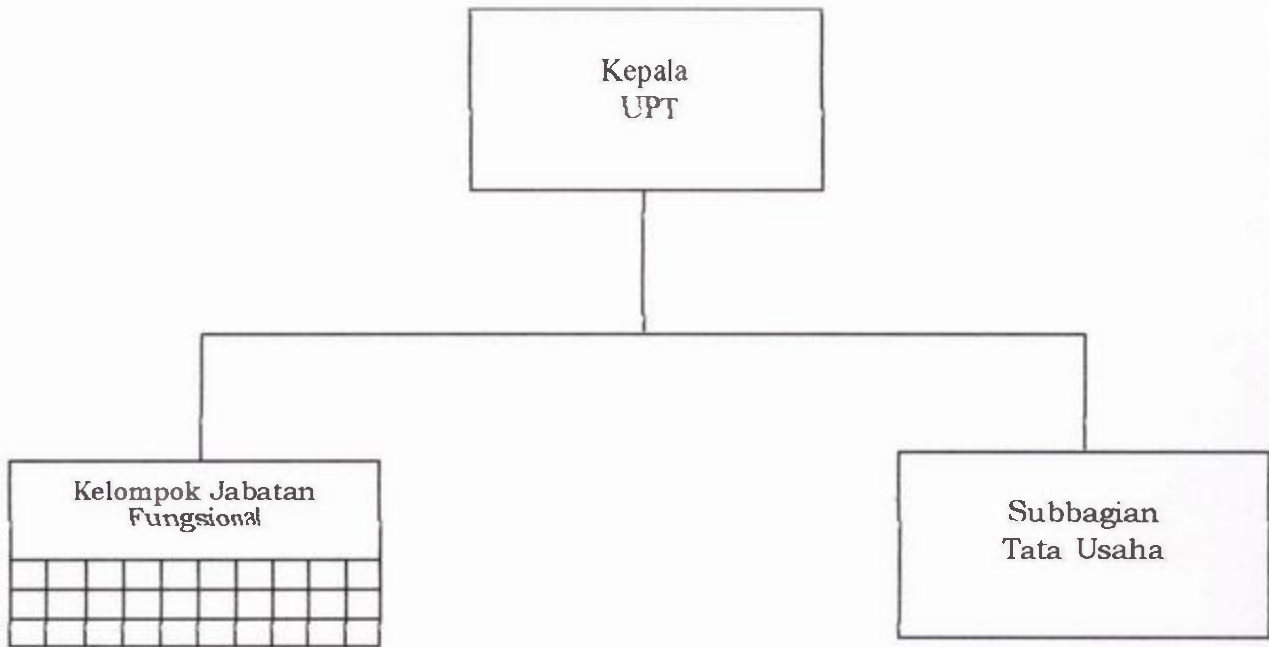 Kepala
UPT
Kelompok Jabatan
Fungsional
Subbagian
Tata Usaha